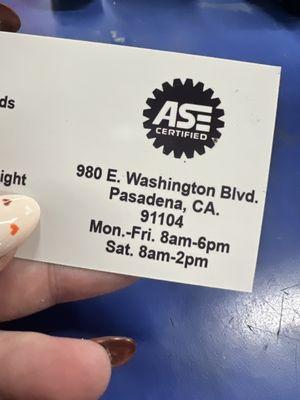 ds
ight
ASE
CERTIFIED
980 E. Washington Blvd.
Pasadena, CA.
91104
Mon.-Fri. 8am-6pm
Sat. 8am-2pm